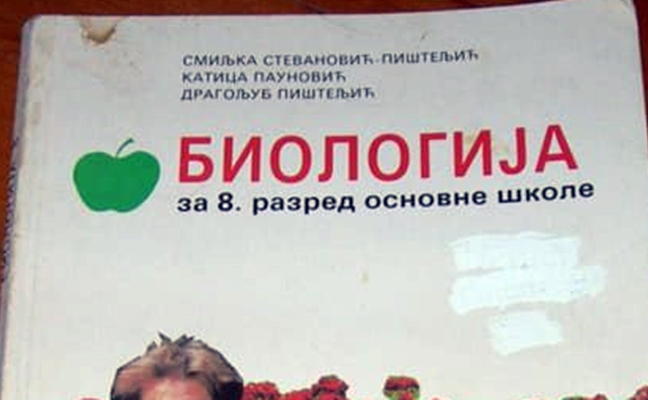 СМИЉКА СТЕВАНОВИЋ-ПИШТЕЉИЋ
КАТИЦА ПАУНОВИЋ
ДРАГОЉУБ ПИШТЕЉИЋ
БИОЛОГИЈА
за 8. разред основне школе